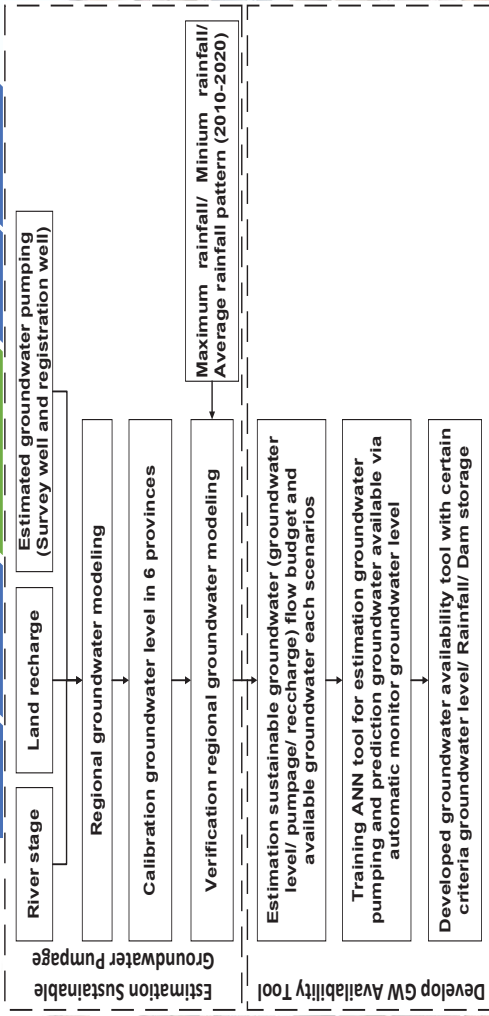 Estimation Sustainable
Groundwater Pumpage
River stage
Land recharge
Estimated groundwater pumping
(Survey well and registration well)
Regional groundwater modeling
Calibration groundwater level in 6 provinces
Verification regional groundwater modeling
Maximum rainfall/ Minium rainfall/
Average rainfall pattern (2010-2020)
Develop GW Availability Tool
Estimation sustainable groundwater (groundwater
level/ pumpage/ reccharge) flow budget and
available groundwater each scenarios
Training ANN tool for estimation groundwater
pumping and prediction groundwater available via
automatic monitor groundwater level
Developed groundwater availability tool with certain
criteria groundwater level/ Rainfall/ Dam storage